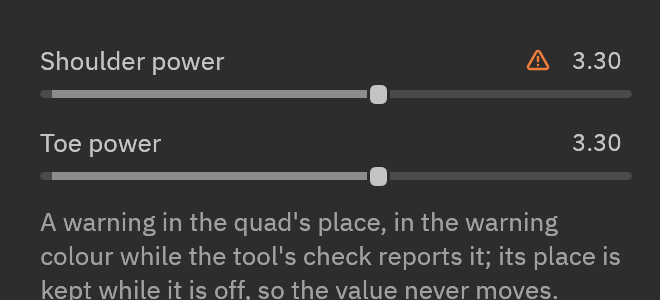 Shoulder power 3.30
Toe power 3.30
A warning in the quad's place, in the warning
colour while the tool's check reports it; its place is
kept while it is off, so the value never moves.